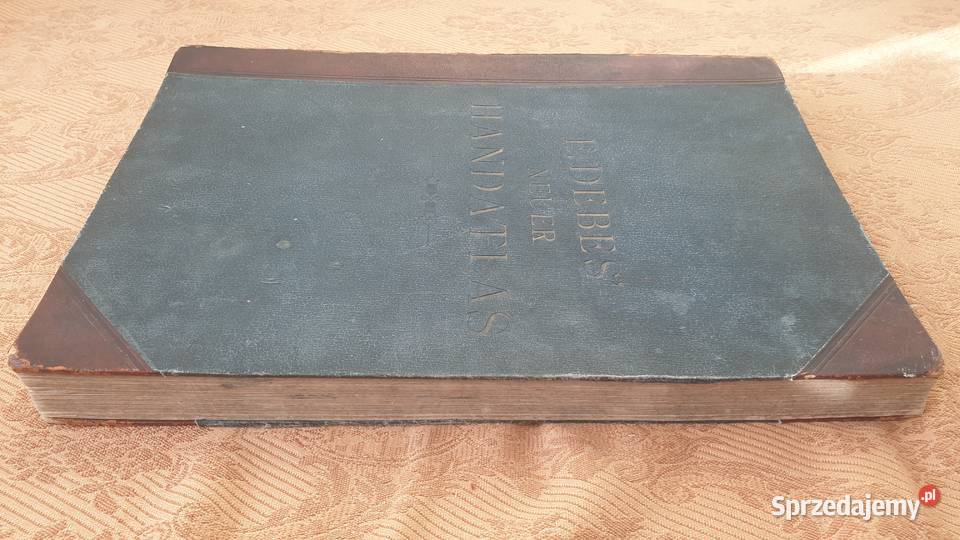 E.DEBES'
NEUER
HANDATLAS
Sprzedajemy.pl